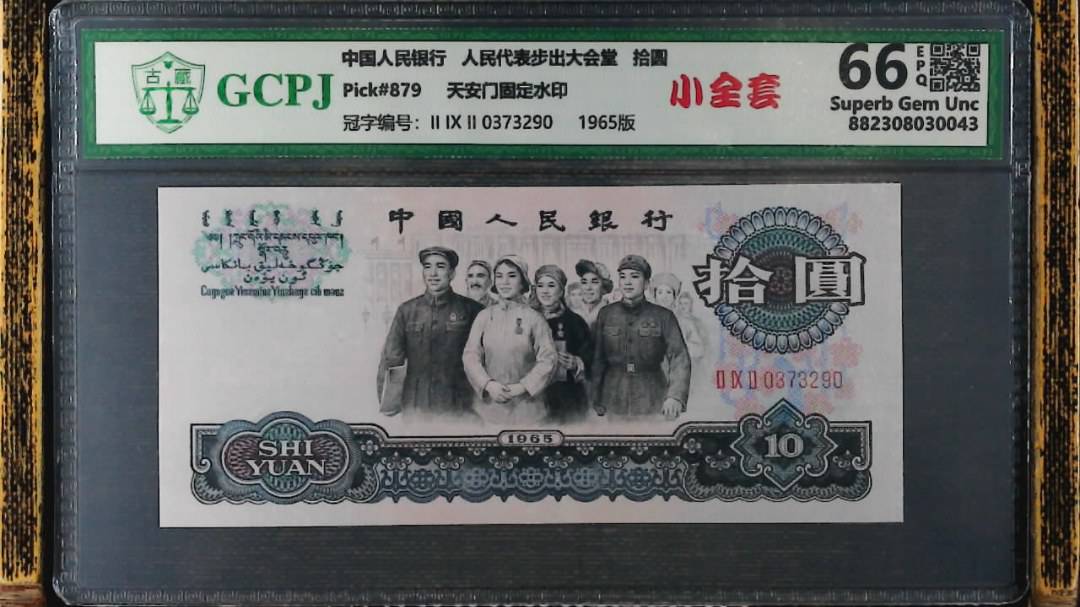 古 藏
GCPJ
中国人民银行 人民代表步出大会堂 拾圆
Pick#879 天安门固定水印
冠字编号: II IX II 0373290 1965版
小全套
66 EPQ
Superb Gem Unc
882308030043
中國人民銀行
拾圓
II IX II 0373290
1965
SHI
YUAN
10